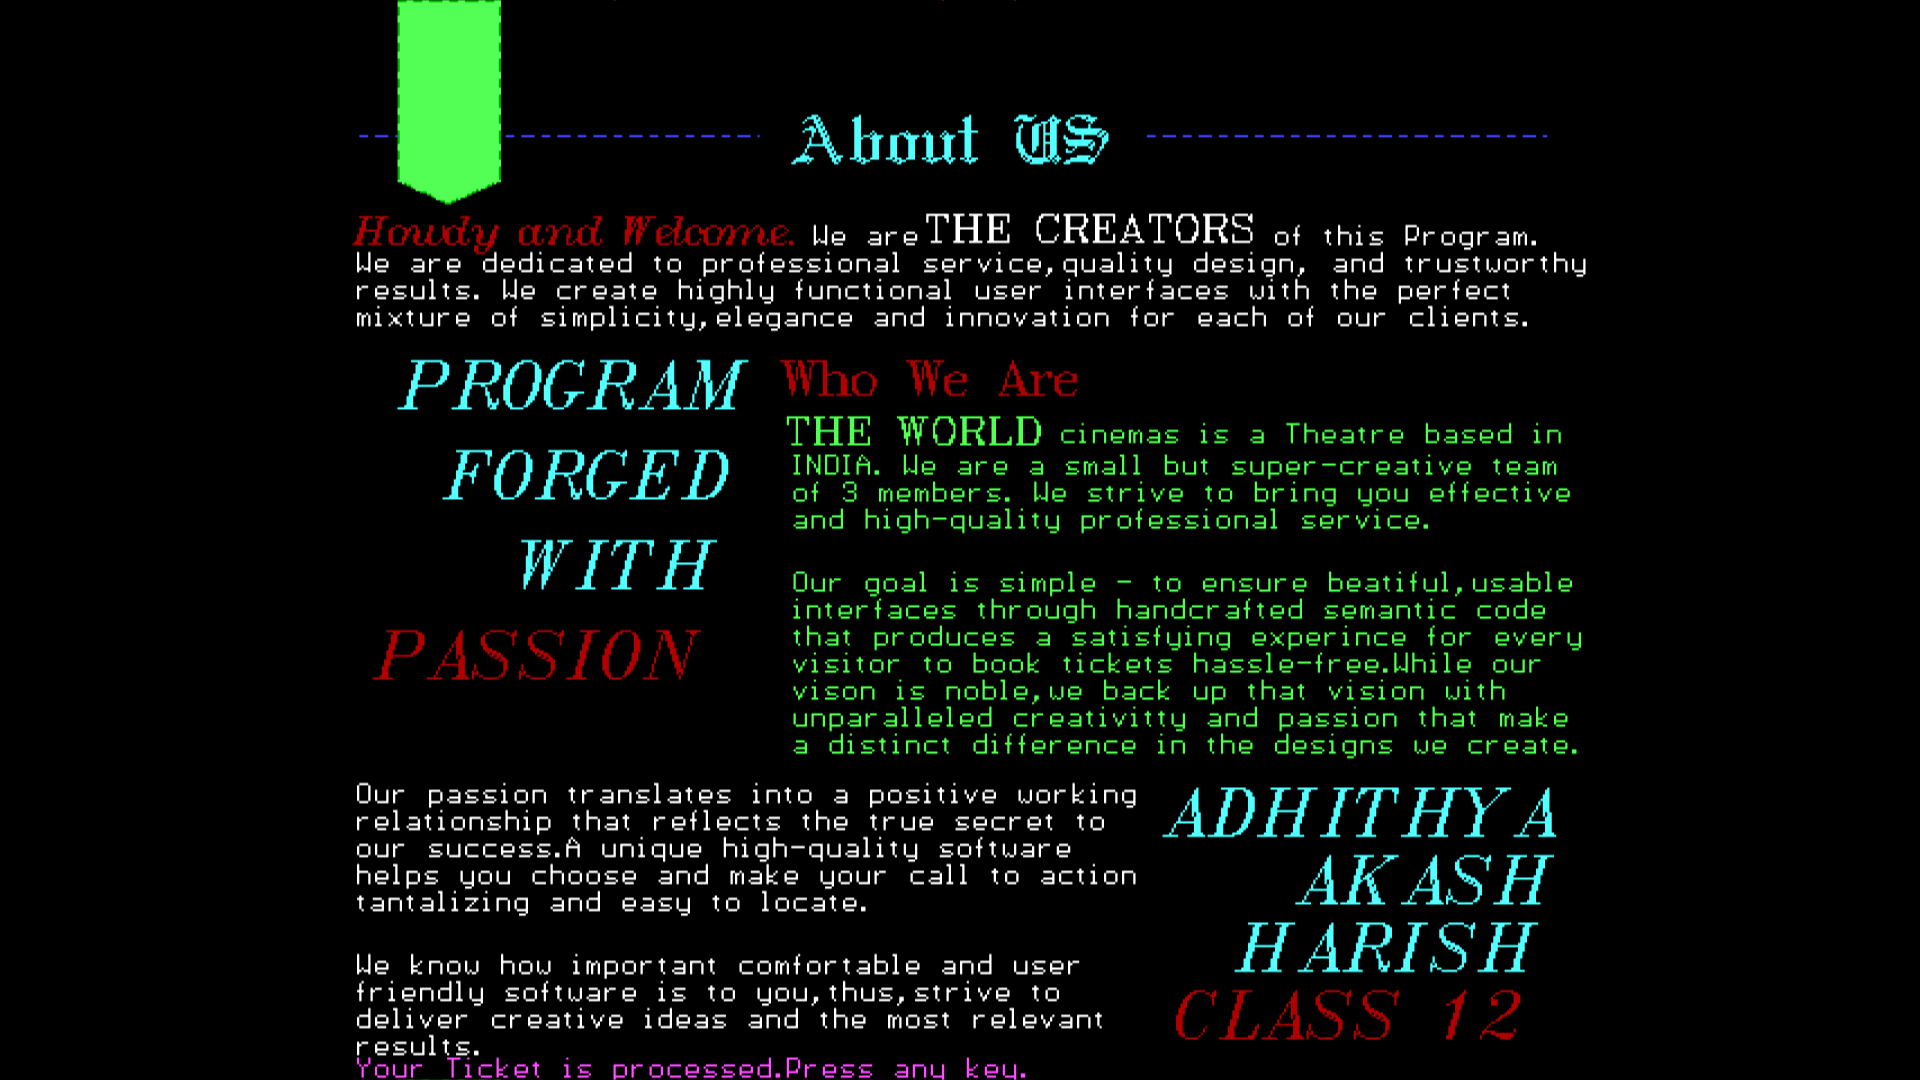 About US
Howdy and Welcome. We are THE CREATORS of this Program.
We are dedicated to professional service,quality design, and trustworthy
results. We create highly functional user interfaces with the perfect
mixture of simplicity,elegance and innovation for each of our clients.
PROGRAM
FORGED
WITH
PASSION
Who We Are
THE WORLD cinemas is a Theatre based in
INDIA. We are a small but super-creative team
of 3 members. We strive to bring you effective
and high-quality professional service.
Our goal is simple - to ensure beatiful,usable
interfaces through handcrafted semantic code
that produces a satisfying experince for every
visitor to book tickets hassle-free.While our
vison is noble,we back up that vision with
unparalleled creativitty and passion that make
a distinct difference in the designs we create.
Our passion translates into a positive working
relationship that reflects the true secret to
our success.A unique high-quality software
helps you choose and make your call to action
tantalizing and easy to locate.
We know how important comfortable and user
friendly software is to you,thus,strive to
deliver creative ideas and the most relevant
results.
ADHITHYA
AKASH
HARISH
CLASS 12
Your Ticket is processed.Press any key.